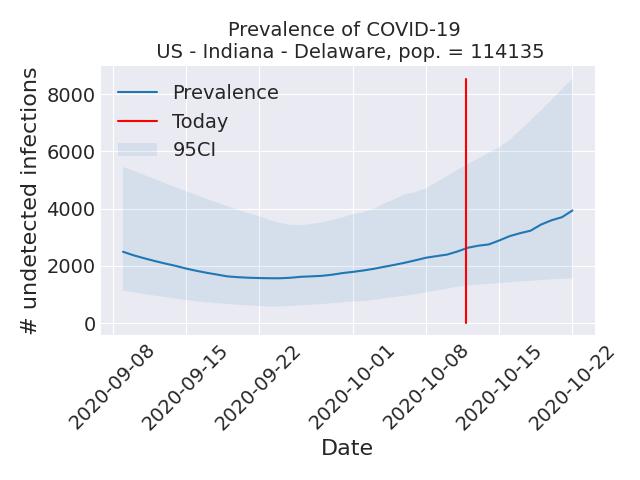 Prevalence of COVID-19
US - Indiana - Delaware, pop. = 114135
# undetected infections
8000
6000
4000
2000
0
Prevalence
Today
95CI
2020-09-08
2020-09-15
2020-09-22
2020-10-01
2020-10-08
2020-10-15
2020-10-22
Date